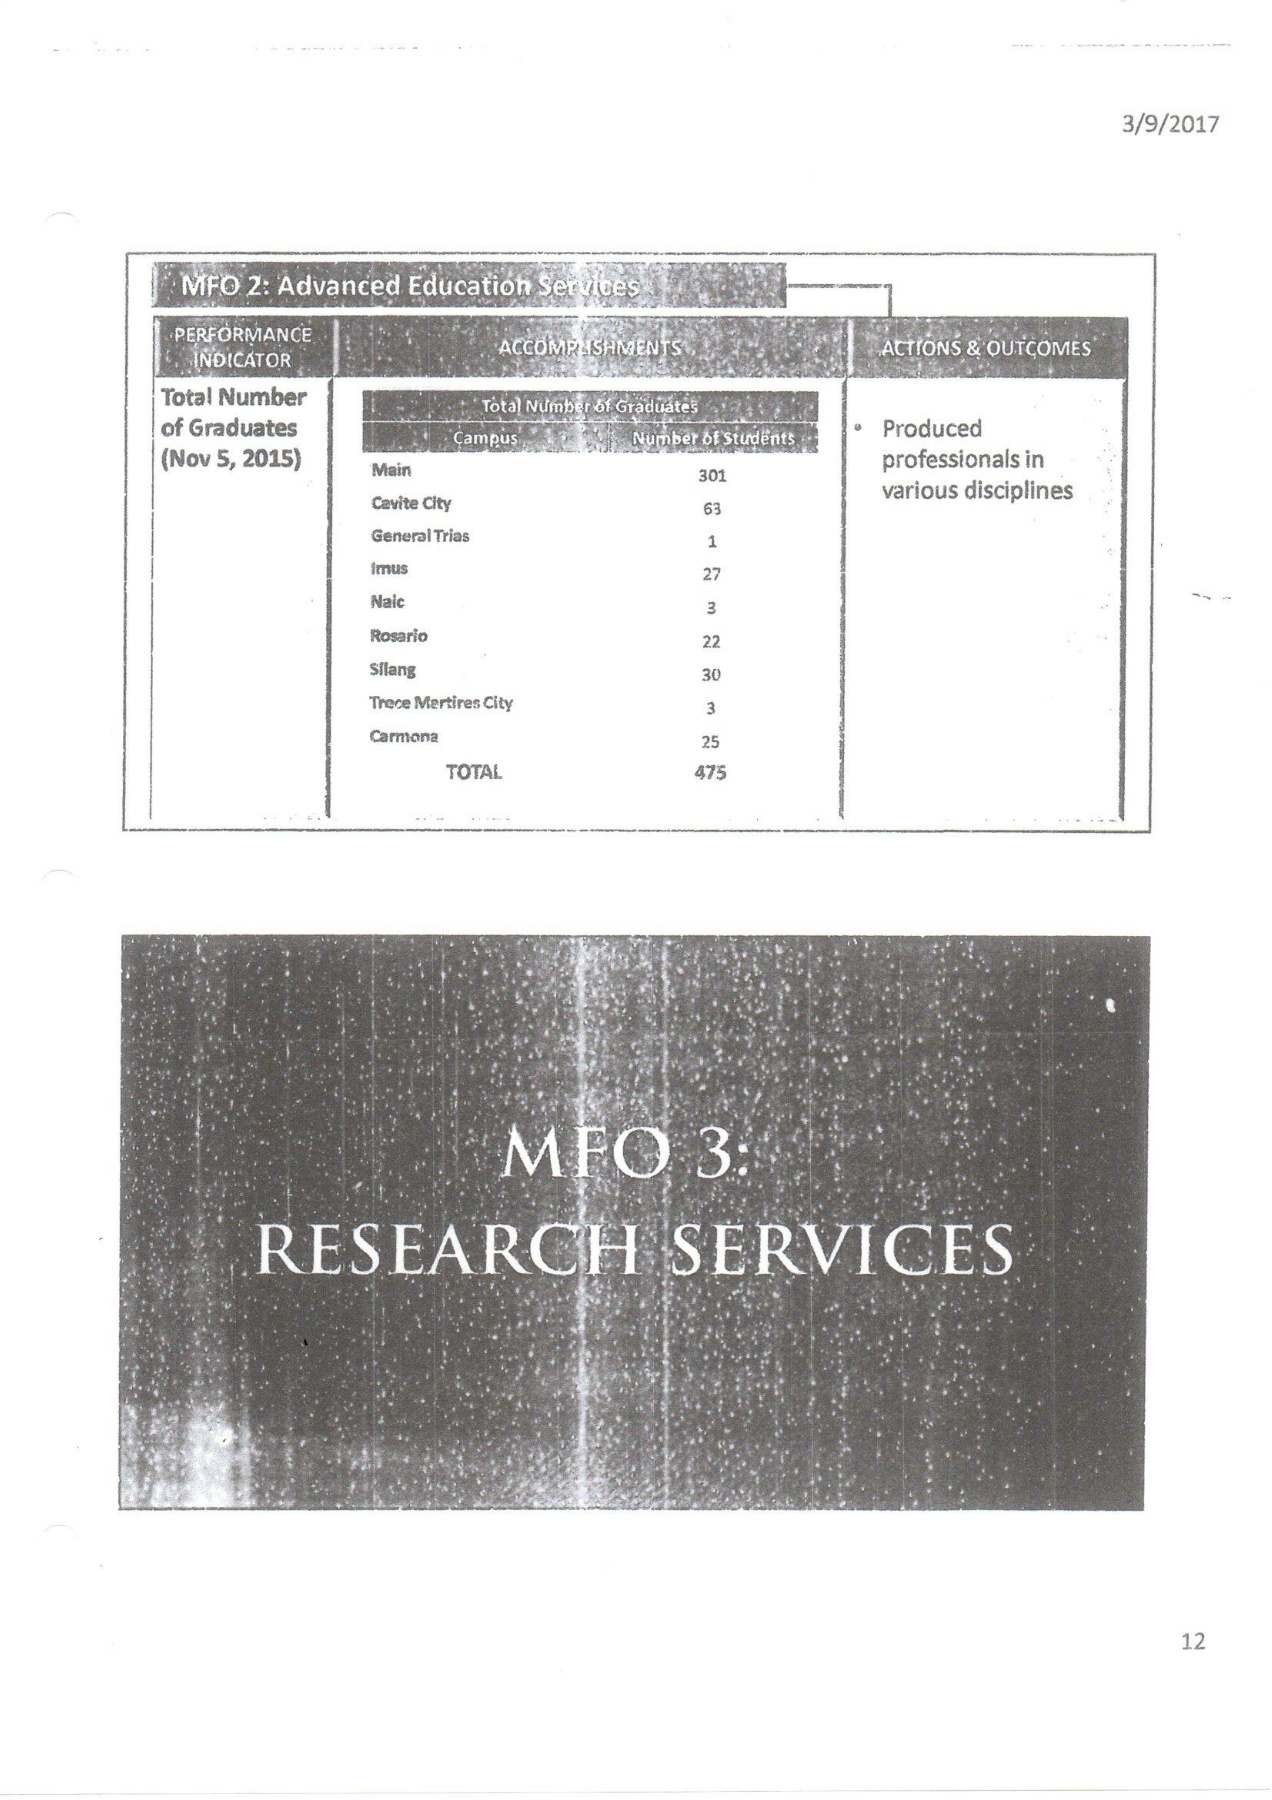 3/9/2017
MFO 2: Advanced Education Services
PERFORMANCE
INDICATOR
ACCOMPLISHMENTS
ACTIONS & OUTCOMES
Total Number
of Graduates
(Nov 5, 2015)
Total Number of Graduates
Campus Number of Students
Main 301
Cavite City 63
General Trias 1
Imus 27
Naic 3
Rosario 22
Silang 30
Trece Martires City 3
Carmona 25
TOTAL 475
• Produced
professionals in
various disciplines
MFO 3:
RESEARCH SERVICES
12